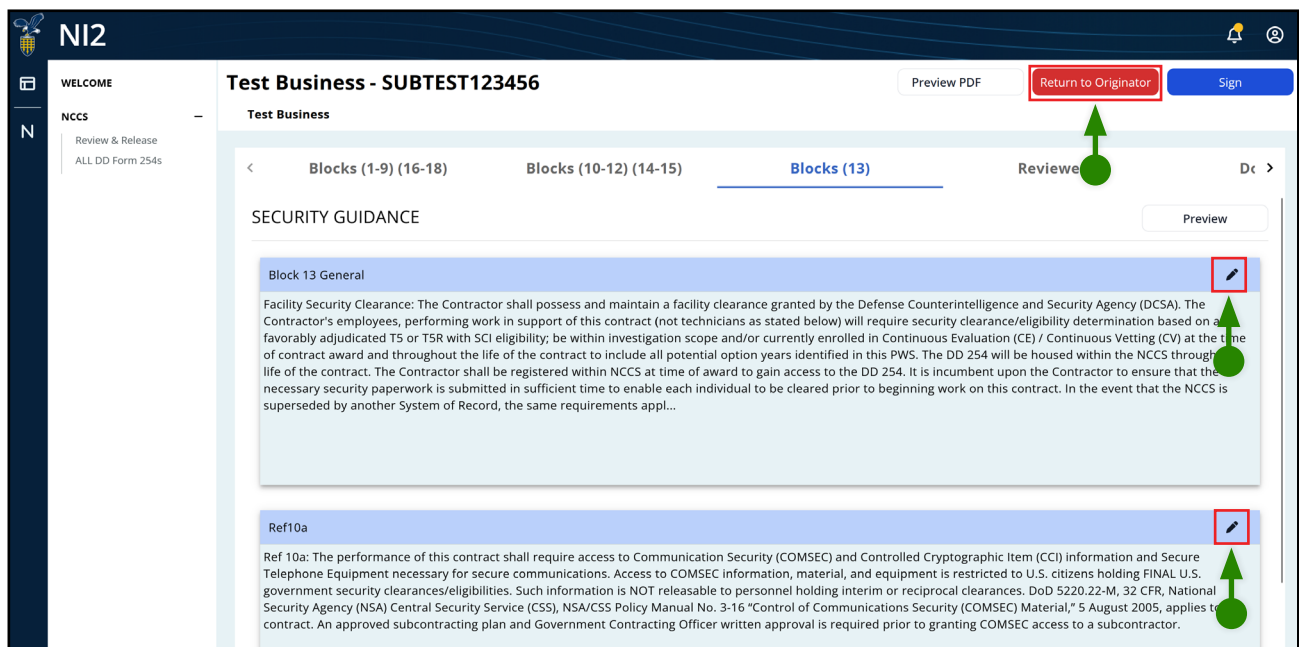 NI2
WELCOME
NCCS
Review & Release
ALL DD Form 254s
N
Test Business - SUBTEST123456
Preview PDF
Return to Originator
Sign
Test Business
Blocks (1-9) (16-18)
Blocks (10-12) (14-15)
Blocks (13)
SECURITY GUIDANCE
Preview
Block 13 General
Facility Security Clearance: The Contractor shall possess and maintain a facility clearance granted by the Defense Counterintelligence and Security Agency (DCSA). The
Contractor's employees, performing work in support of this contract (not technicians as stated below) will require security clearance/eligibility determination based on a
favorably adjudicated T5 or T5R with SCI eligibility; be within investigation scope and/or currently enrolled in Continuous Evaluation (CE) / Continuous Vetting (CV) at the time
of contract award and throughout the life of the contract to include all potential option years identified in this PWS. The DD 254 will be housed within the NCCS through
life of the contract. The Contractor shall be registered within NCCS at time of award to gain access to the DD 254. It is incumbent upon the Contractor to ensure that the
necessary security paperwork is submitted in sufficient time to enable each individual to be cleared prior to beginning work on this contract. In the event that the NCCS is
superseded by another System of Record, the same requirements appl...
Ref10a
Ref 10a: The performance of this contract shall require access to Communication Security (COMSEC) and Controlled Cryptographic Item (CCI) information and Secure
Telephone Equipment necessary for secure communications. Access to COMSEC information, material, and equipment is restricted to U.S. citizens holding FINAL U.S.
government security clearances/eligibilities. Such information is NOT releasable to personnel holding interim or reciprocal clearances. DoD 5220.22-M, 32 CFR, National
Security Agency (NSA) Central Security Service (CSS), NSA/CSS Policy Manual No. 3-16 “Control of Communications Security (COMSEC) Material,” 5 August 2005, applies to
contract. An approved subcontracting plan and Government Contracting Officer written approval is required prior to granting COMSEC access to a subcontractor.